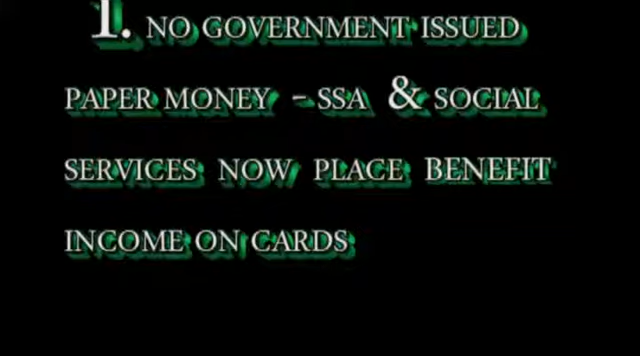 1. NO GOVERNMENT ISSUED
PAPER MONEY - SSA & SOCIAL
SERVICES NOW PLACE BENEFIT
INCOME ON CARDS